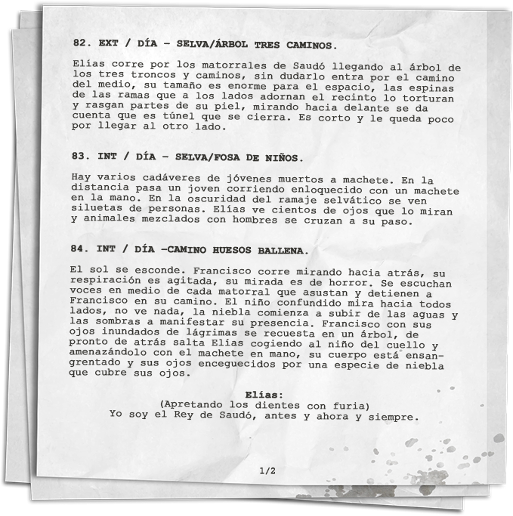 82. EXT / DÍA - SELVA/ÁRBOL TRES CAMINOS.
Elías corre por los matorrales de Saudó llegando al árbol de
los tres troncos y caminos, sin dudarlo entra por el camino
del medio, su tamaño es enorme para el espacio, las espinas
de las ramas que a los lados adornan el recinto lo torturan
y rasgan partes de su piel, mirando hacia delante se da
cuenta que es túnel que se cierra. Es corto y le queda poco
por llegar al otro lado.
83. INT / DÍA - SELVA/FOSA DE NIÑOS.
Hay varios cadáveres de jóvenes muertos a machete. En la
distancia pasa un joven corriendo enloquecido con un machete
en la mano. En la oscuridad del ramaje selvático se ven
siluetas de personas. Elías ve cientos de ojos que lo miran
y animales mezclados con hombres se cruzan a su paso.
84. INT / DÍA -CAMINO HUESOS BALLENA.
El sol se esconde. Francisco corre mirando hacia atrás, su
respiración es agitada, su mirada es de horror. Se escuchan
voces en medio de cada matorral que asustan y detienen a
Francisco en su camino. El niño confundido mira hacia todos
lados, no ve nada, la niebla comienza a subir de las aguas y
las sombras a manifestar su presencia. Francisco con sus
ojos inundados de lágrimas se recuesta en un árbol, de
pronto de atrás salta Elías cogiendo al niño del cuello y
amenazándolo con el machete en mano, su cuerpo está ensan-
grentado y sus ojos enceguecidos por una especie de niebla
que cubre sus ojos.
Elías:
(Apretando los dientes con furia)
Yo soy el Rey de Saudó, antes y ahora y siempre.
1/2